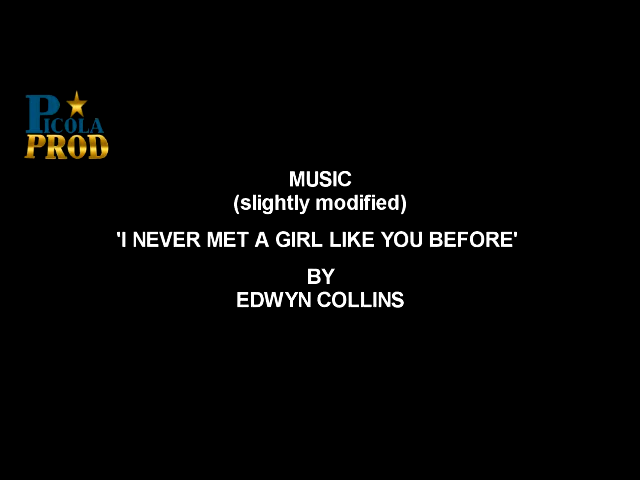 PICOLA
PROD
MUSIC
(slightly modified)
'I NEVER MET A GIRL LIKE YOU BEFORE'
BY
EDWYN COLLINS